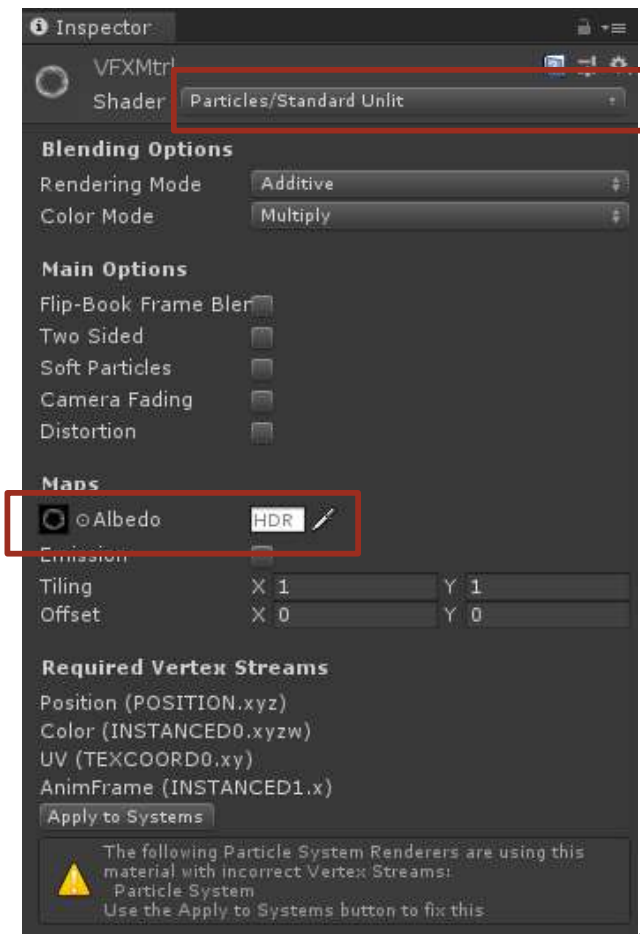 Inspector
VFXMtrl
Shader Particles/Standard Unlit
Blending Options
Rendering Mode Additive
Color Mode Multiply
Main Options
Flip-Book Frame Blen
Two Sided
Soft Particles
Camera Fading
Distortion
Maps
Albedo HDR
Emission
Tiling X 1 Y 1
Offset X 0 Y 0
Required Vertex Streams
Position (POSITION.xyz)
Color (INSTANCED0.xyzw)
UV (TEXCOORD0.xy)
AnimFrame (INSTANCED1.x)
Apply to Systems
The following Particle System Renderers are using this
material with incorrect Vertex Streams:
Particle System
Use the Apply to Systems button to fix this